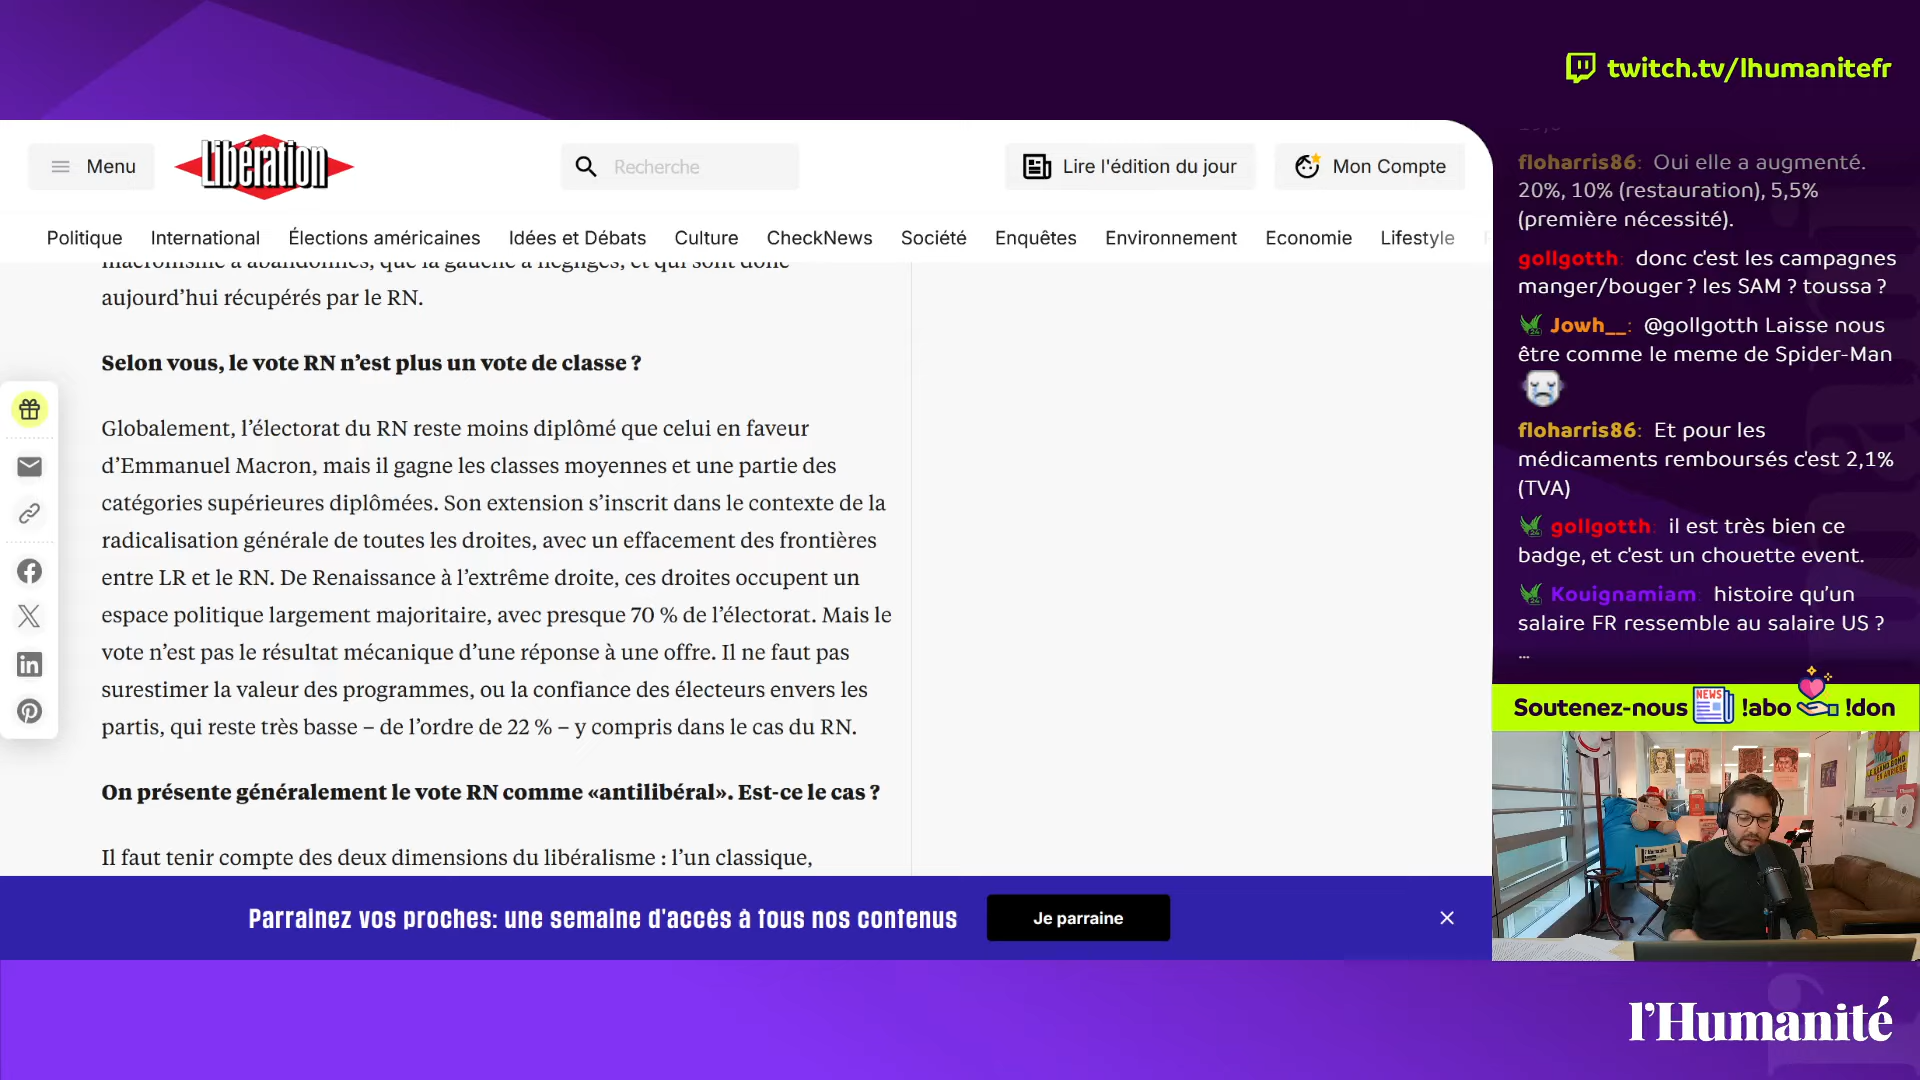 twitch.tv/lhumanitefr
Menu
Libération
Recherche
Lire l'édition du jour
Mon Compte
Politique
International
Élections américaines
Idées et Débats
Culture
CheckNews
Société
Enquêtes
Environnement
Economie
Lifestyle
macronisme a abandonnés, que la gauche a négligés, et qui sont donc
aujourd’hui récupérés par le RN.
Selon vous, le vote RN n’est plus un vote de classe ?
Globalement, l’électorat du RN reste moins diplômé que celui en faveur
d’Emmanuel Macron, mais il gagne les classes moyennes et une partie des
catégories supérieures diplômées. Son extension s’inscrit dans le contexte de la
radicalisation générale de toutes les droites, avec un effacement des frontières
entre LR et le RN. De Renaissance à l’extrême droite, ces droites occupent un
espace politique largement majoritaire, avec presque 70 % de l’électorat. Mais le
vote n’est pas le résultat mécanique d’une réponse à une offre. Il ne faut pas
surestimer la valeur des programmes, ou la confiance des électeurs envers les
partis, qui reste très basse – de l’ordre de 22 % – y compris dans le cas du RN.
On présente généralement le vote RN comme «antilibéral». Est-ce le cas ?
Il faut tenir compte des deux dimensions du libéralisme : l’un classique,
Parrainez vos proches: une semaine d'accès à tous nos contenus
Je parraine
floharris86: Oui elle a augmenté.
20%, 10% (restauration), 5,5%
(première nécessité).
gollgotth: donc c'est les campagnes
manger/bouger ? les SAM ? toussa ?
Jowh__: @gollgotth Laisse nous
être comme le meme de Spider-Man
floharris86: Et pour les
médicaments remboursés c'est 2,1%
(TVA)
gollgotth: il est très bien ce
badge, et c'est un chouette event.
Kouignamiam: histoire qu’un
salaire FR ressemble au salaire US ?
...
Soutenez-nous NEWS !abo !don
l'Humanité
l'Humanité